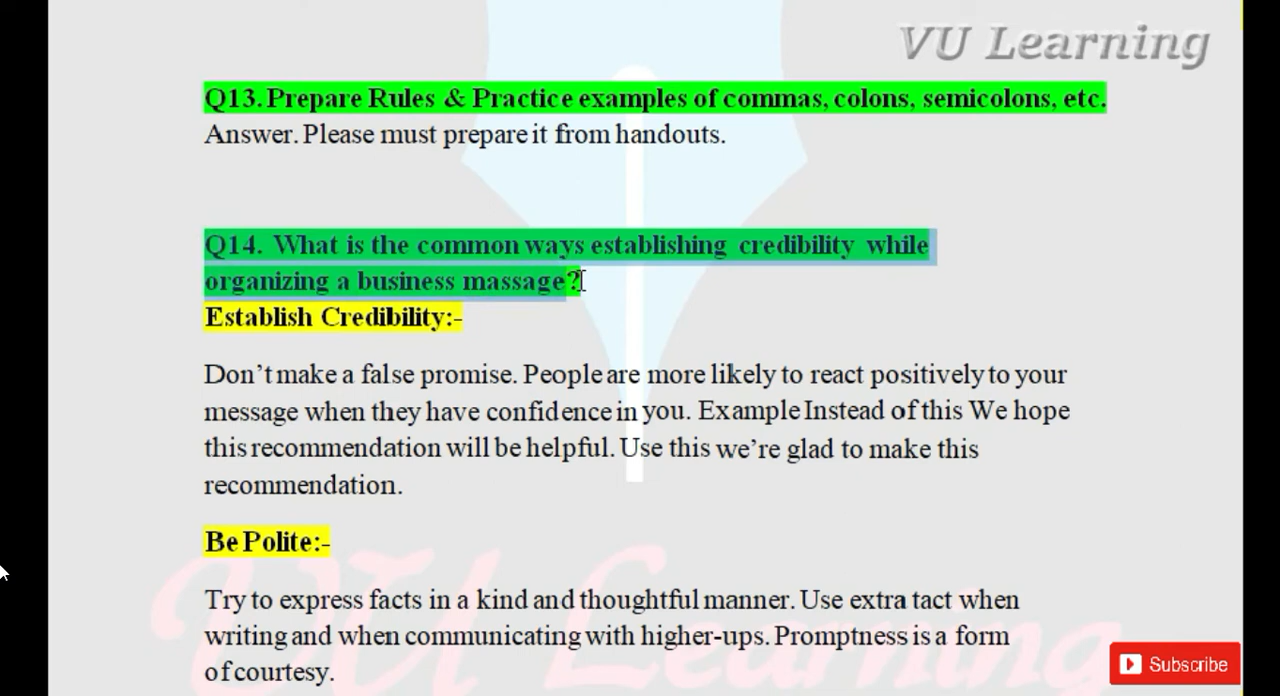 VU Learning
Q13. Prepare Rules & Practice examples of commas, colons, semicolons, etc.
Answer. Please must prepare it from handouts.
Q14. What is the common ways establishing credibility while
organizing a business massage?
Establish Credibility:-
Don't make a false promise. People are more likely to react positively to your
message when they have confidence in you. Example Instead of this We hope
this recommendation will be helpful. Use this we're glad to make this
recommendation.
Be Polite:-
Try to express facts in a kind and thoughtful manner. Use extra tact when
writing and when communicating with higher-ups. Promptness is a form
of courtesy.
VU Learning
Subscribe